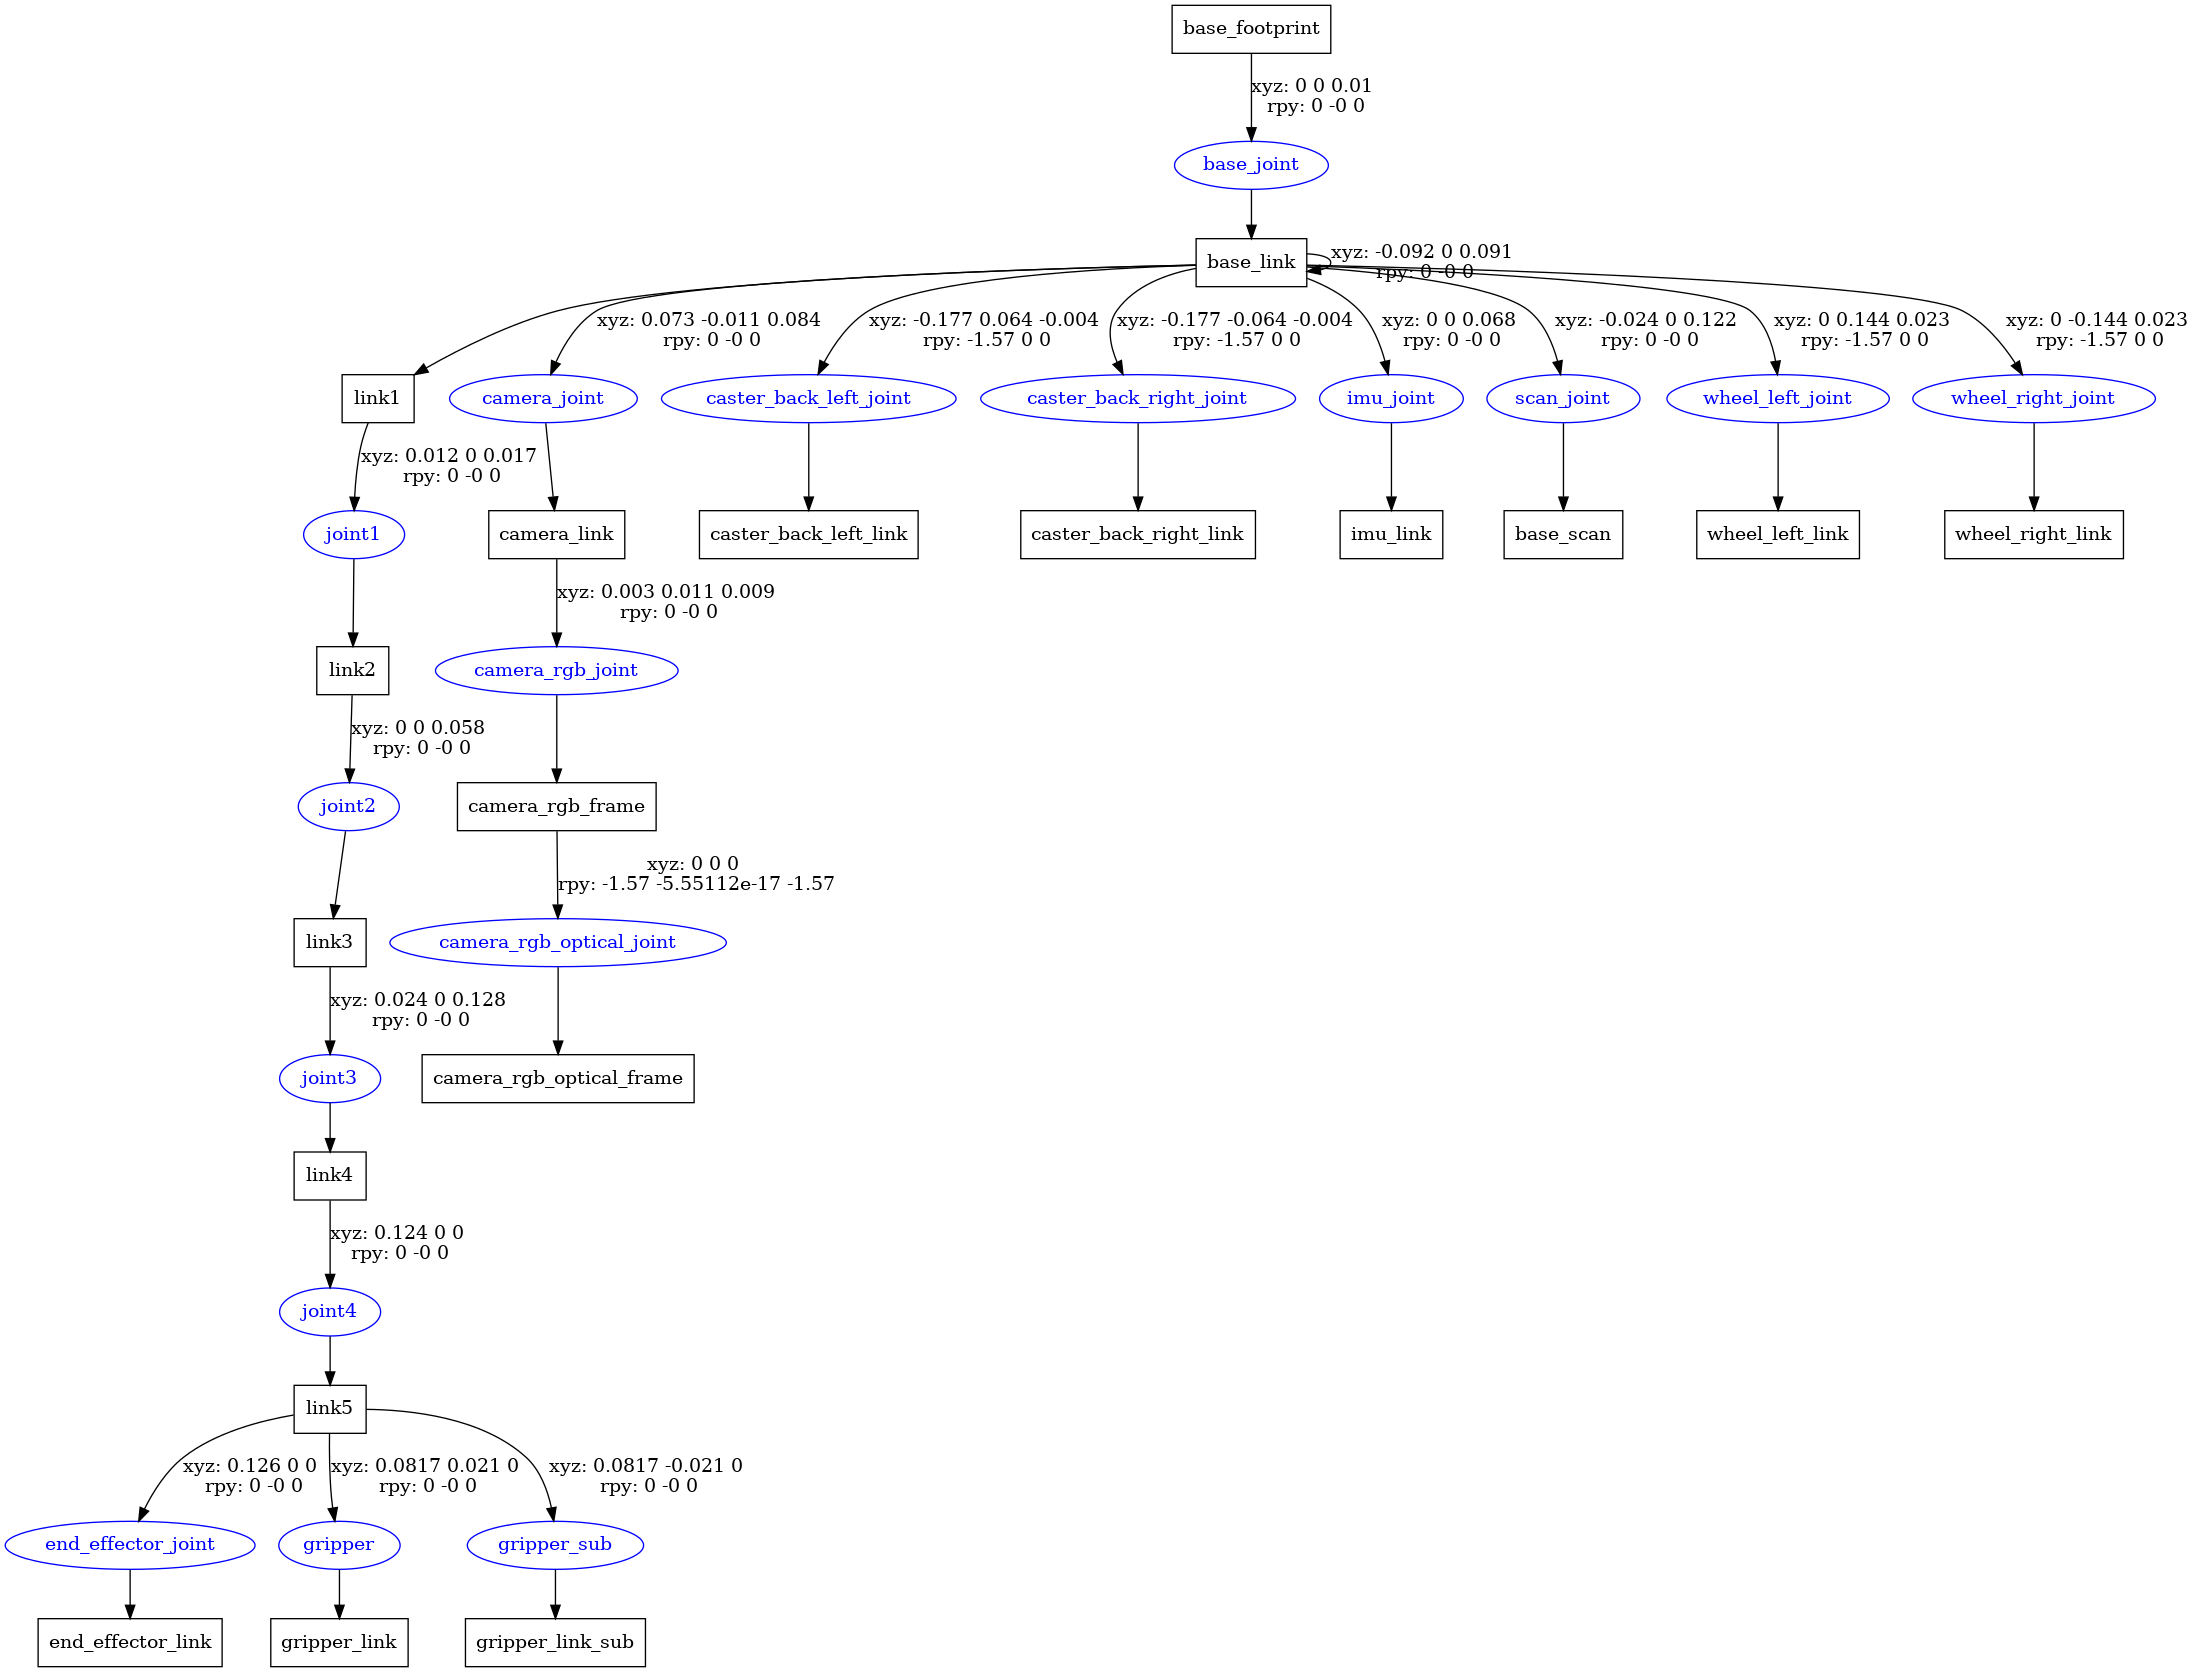 base_footprint
xyz: 0 0 0.01
rpy: 0 -0 0
base_joint
base_link
xyz: -0.092 0 0.091
rpy: 0 -0 0
xyz: 0.073 -0.011 0.084
rpy: 0 -0 0
xyz: -0.177 0.064 -0.004
rpy: -1.57 0 0
xyz: -0.177 -0.064 -0.004
rpy: -1.57 0 0
xyz: 0 0 0.068
rpy: 0 -0 0
xyz: -0.024 0 0.122
rpy: 0 -0 0
xyz: 0 0.144 0.023
rpy: -1.57 0 0
xyz: 0 -0.144 0.023
rpy: -1.57 0 0
link1
camera_joint
caster_back_left_joint
caster_back_right_joint
imu_joint
scan_joint
wheel_left_joint
wheel_right_joint
xyz: 0.012 0 0.017
rpy: 0 -0 0
joint1
camera_link
caster_back_left_link
caster_back_right_link
imu_link
base_scan
wheel_left_link
wheel_right_link
xyz: 0.003 0.011 0.009
rpy: 0 -0 0
link2
camera_rgb_joint
xyz: 0 0 0.058
rpy: 0 -0 0
joint2
camera_rgb_frame
xyz: 0 0 0
rpy: -1.57 -5.55112e-17 -1.57
link3
camera_rgb_optical_joint
xyz: 0.024 0 0.128
rpy: 0 -0 0
joint3
camera_rgb_optical_frame
link4
xyz: 0.124 0 0
rpy: 0 -0 0
joint4
link5
xyz: 0.126 0 0
rpy: 0 -0 0
xyz: 0.0817 0.021 0
rpy: 0 -0 0
xyz: 0.0817 -0.021 0
rpy: 0 -0 0
end_effector_joint
gripper
gripper_sub
end_effector_link
gripper_link
gripper_link_sub